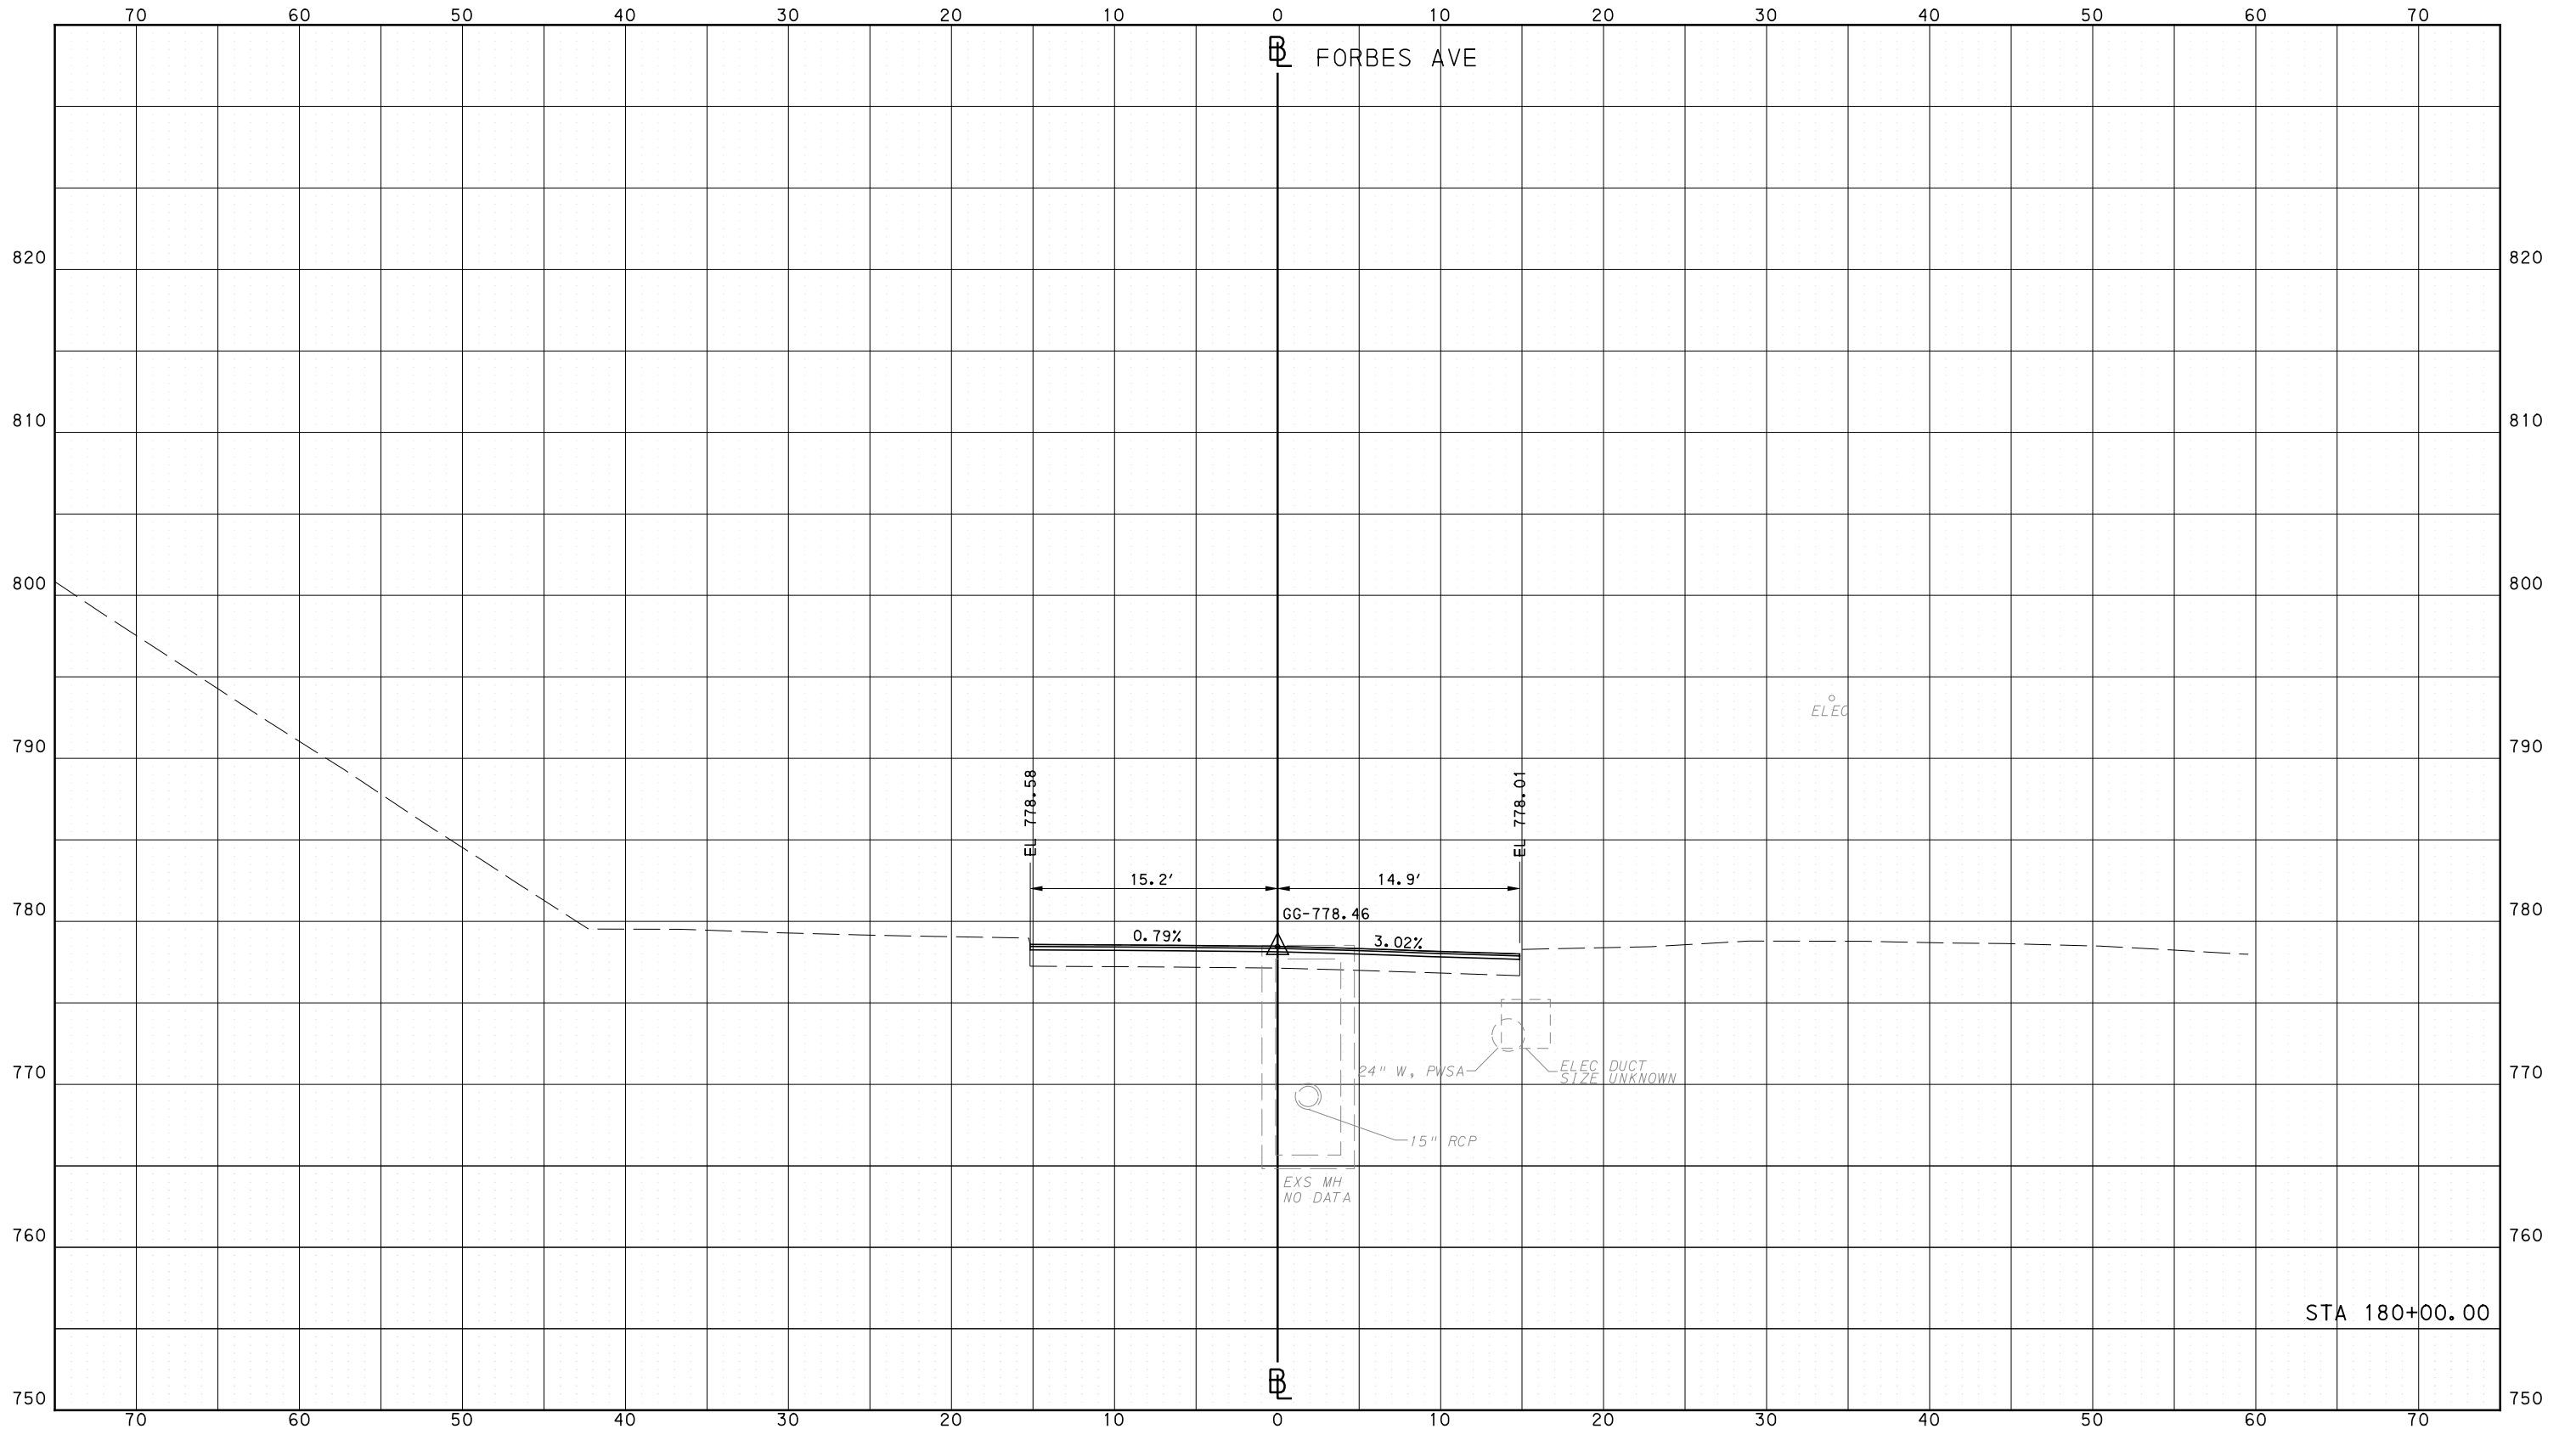 70 60 50 40 30 20 10 0 10 20 30 40 50 60 70
BL FORBES AVE
820 820
810 810
800 800
ELEC
790 790
EL 778.58
EL 778.01
15.2' 14.9'
780 780
GG-778.46
0.79% 3.02%
770 770
24" W, PWSA
ELEC DUCT
SIZE UNKNOWN
15" RCP
EXS MH
NO DATA
760 760
STA 180+00.00
BL
750 750
70 60 50 40 30 20 10 0 10 20 30 40 50 60 70